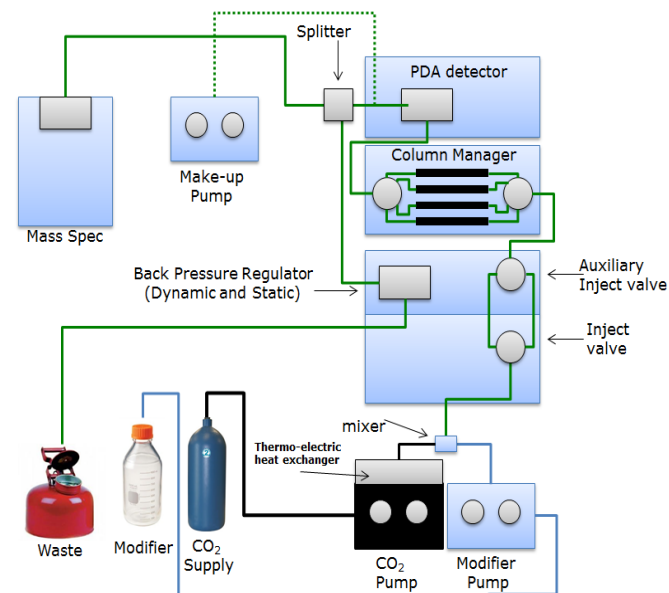 Splitter
PDA detector
Column Manager
Make-up
Pump
Mass Spec
Back Pressure Regulator
(Dynamic and Static)
Auxiliary
Inject valve
Inject
valve
mixer
Thermo-electric
heat exchanger
2
Waste
Modifier
CO2
Supply
CO2
Pump
Modifier
Pump